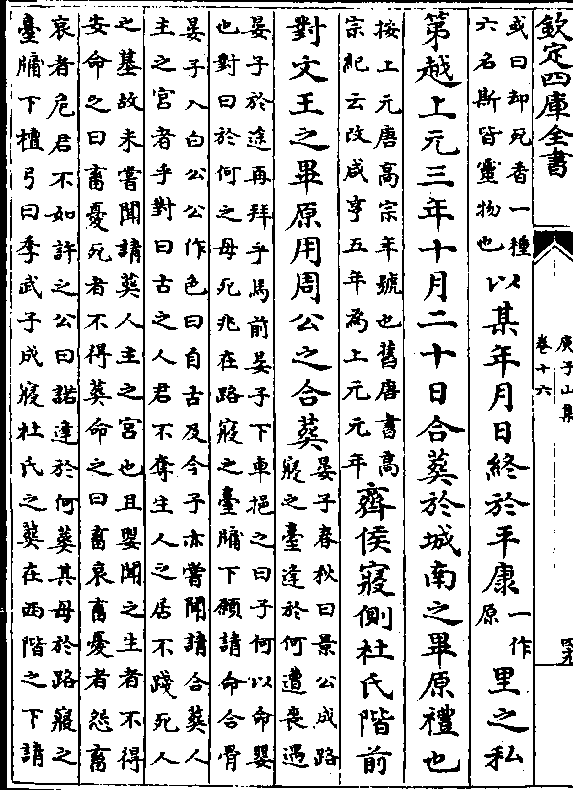 欽定四庫全書
庾子山集
卷十六
或曰却死香一種
六名斯皆靈物也
以某年月日終於平康
一作
原
里之私
第越上元三年十月二十日合葬於城南之畢原禮也
按上元唐高宗年號也舊唐書高
宗紀云改咸亨五年為上元元年
齊侯寢側杜氏階前
對文王之畢原用周公之合葬
晏子春秋曰景公成路
寢之臺逢於何遭喪遇
晏子於途再拜乎馬前晏子下車挹之曰子何以命嬰
也對曰於何之母死兆在路寢之臺牖下願請命合骨
晏子入白公公作色曰自古及今子亦嘗聞請合葬人
主之宮者乎對曰古之人君不奪生人之居不踐死人
之墓故未嘗聞請葬人主之宮也且嬰聞之生者不得
安命之曰畜憂死者不得葬命之曰畜哀畜憂者怨畜
哀者危君不如許之公曰諾逢於何葬其母於路寢之
臺牖下檀弓曰季武子成寢杜氏之葬在西階之下請